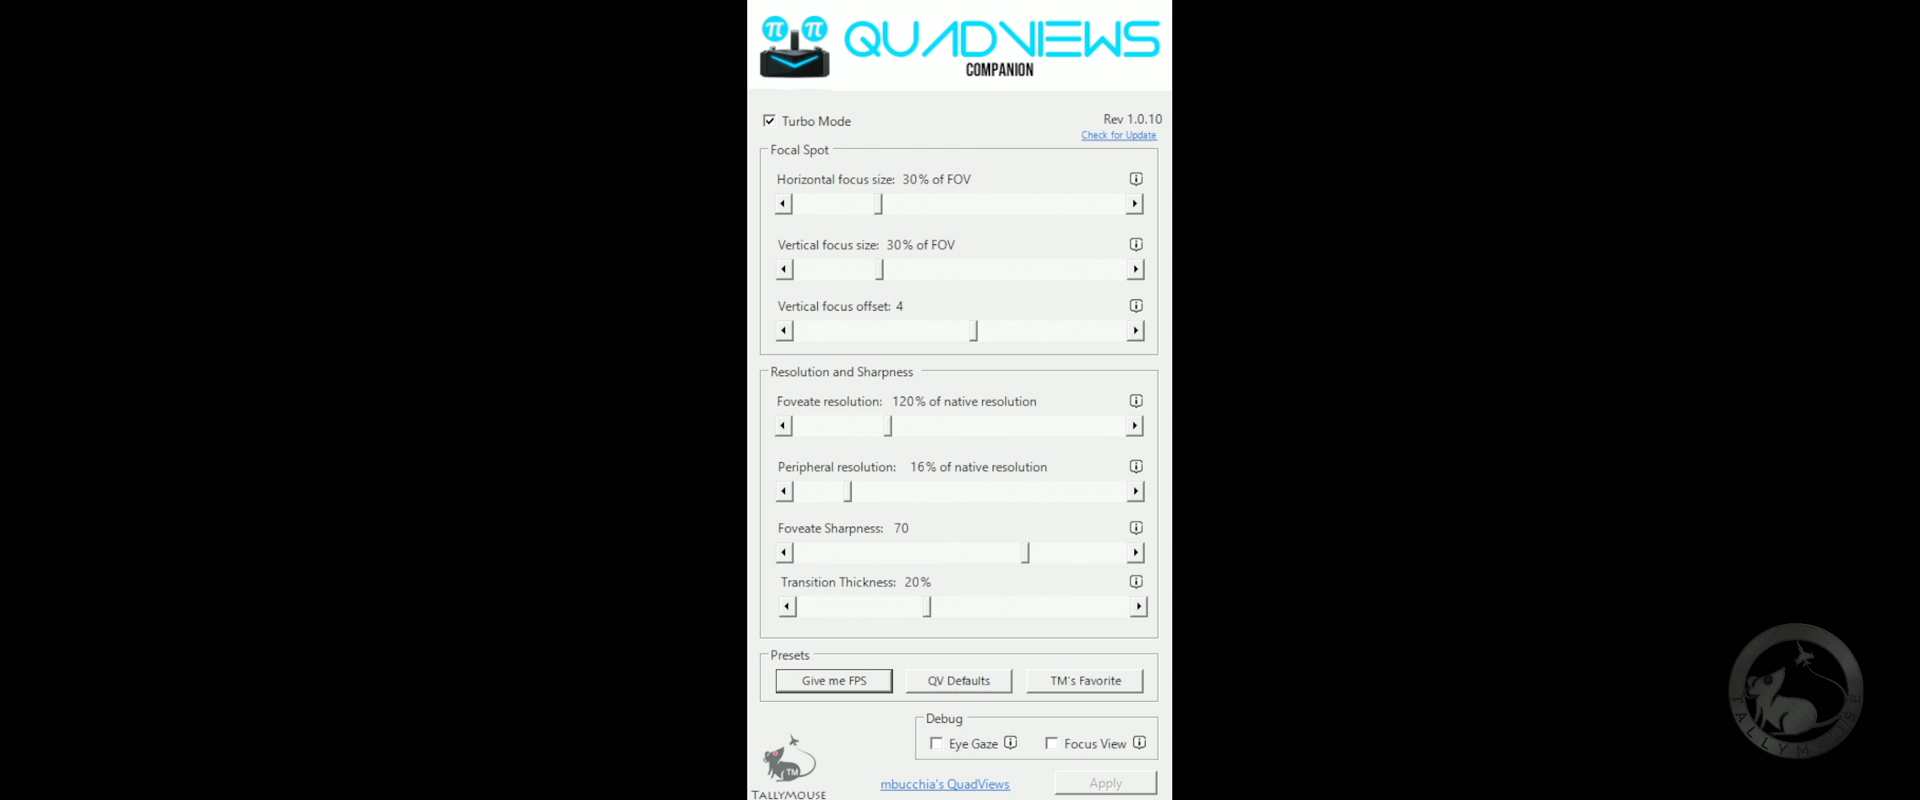 π π QUADVIEWS
COMPANION
Turbo Mode
Rev 1.0.10
Check for Update
Focal Spot
Horizontal focus size: 30% of FOV
Vertical focus size: 30% of FOV
Vertical focus offset: 4
Resolution and Sharpness
Foveate resolution: 120% of native resolution
Peripheral resolution: 16% of native resolution
Foveate Sharpness: 70
Transition Thickness: 20%
Presets
Give me FPS QV Defaults TM's Favorite
Debug
Eye Gaze Focus View
TM
TALLYMOUSE
mbucchia's QuadViews
Apply
TALLYMOUSE